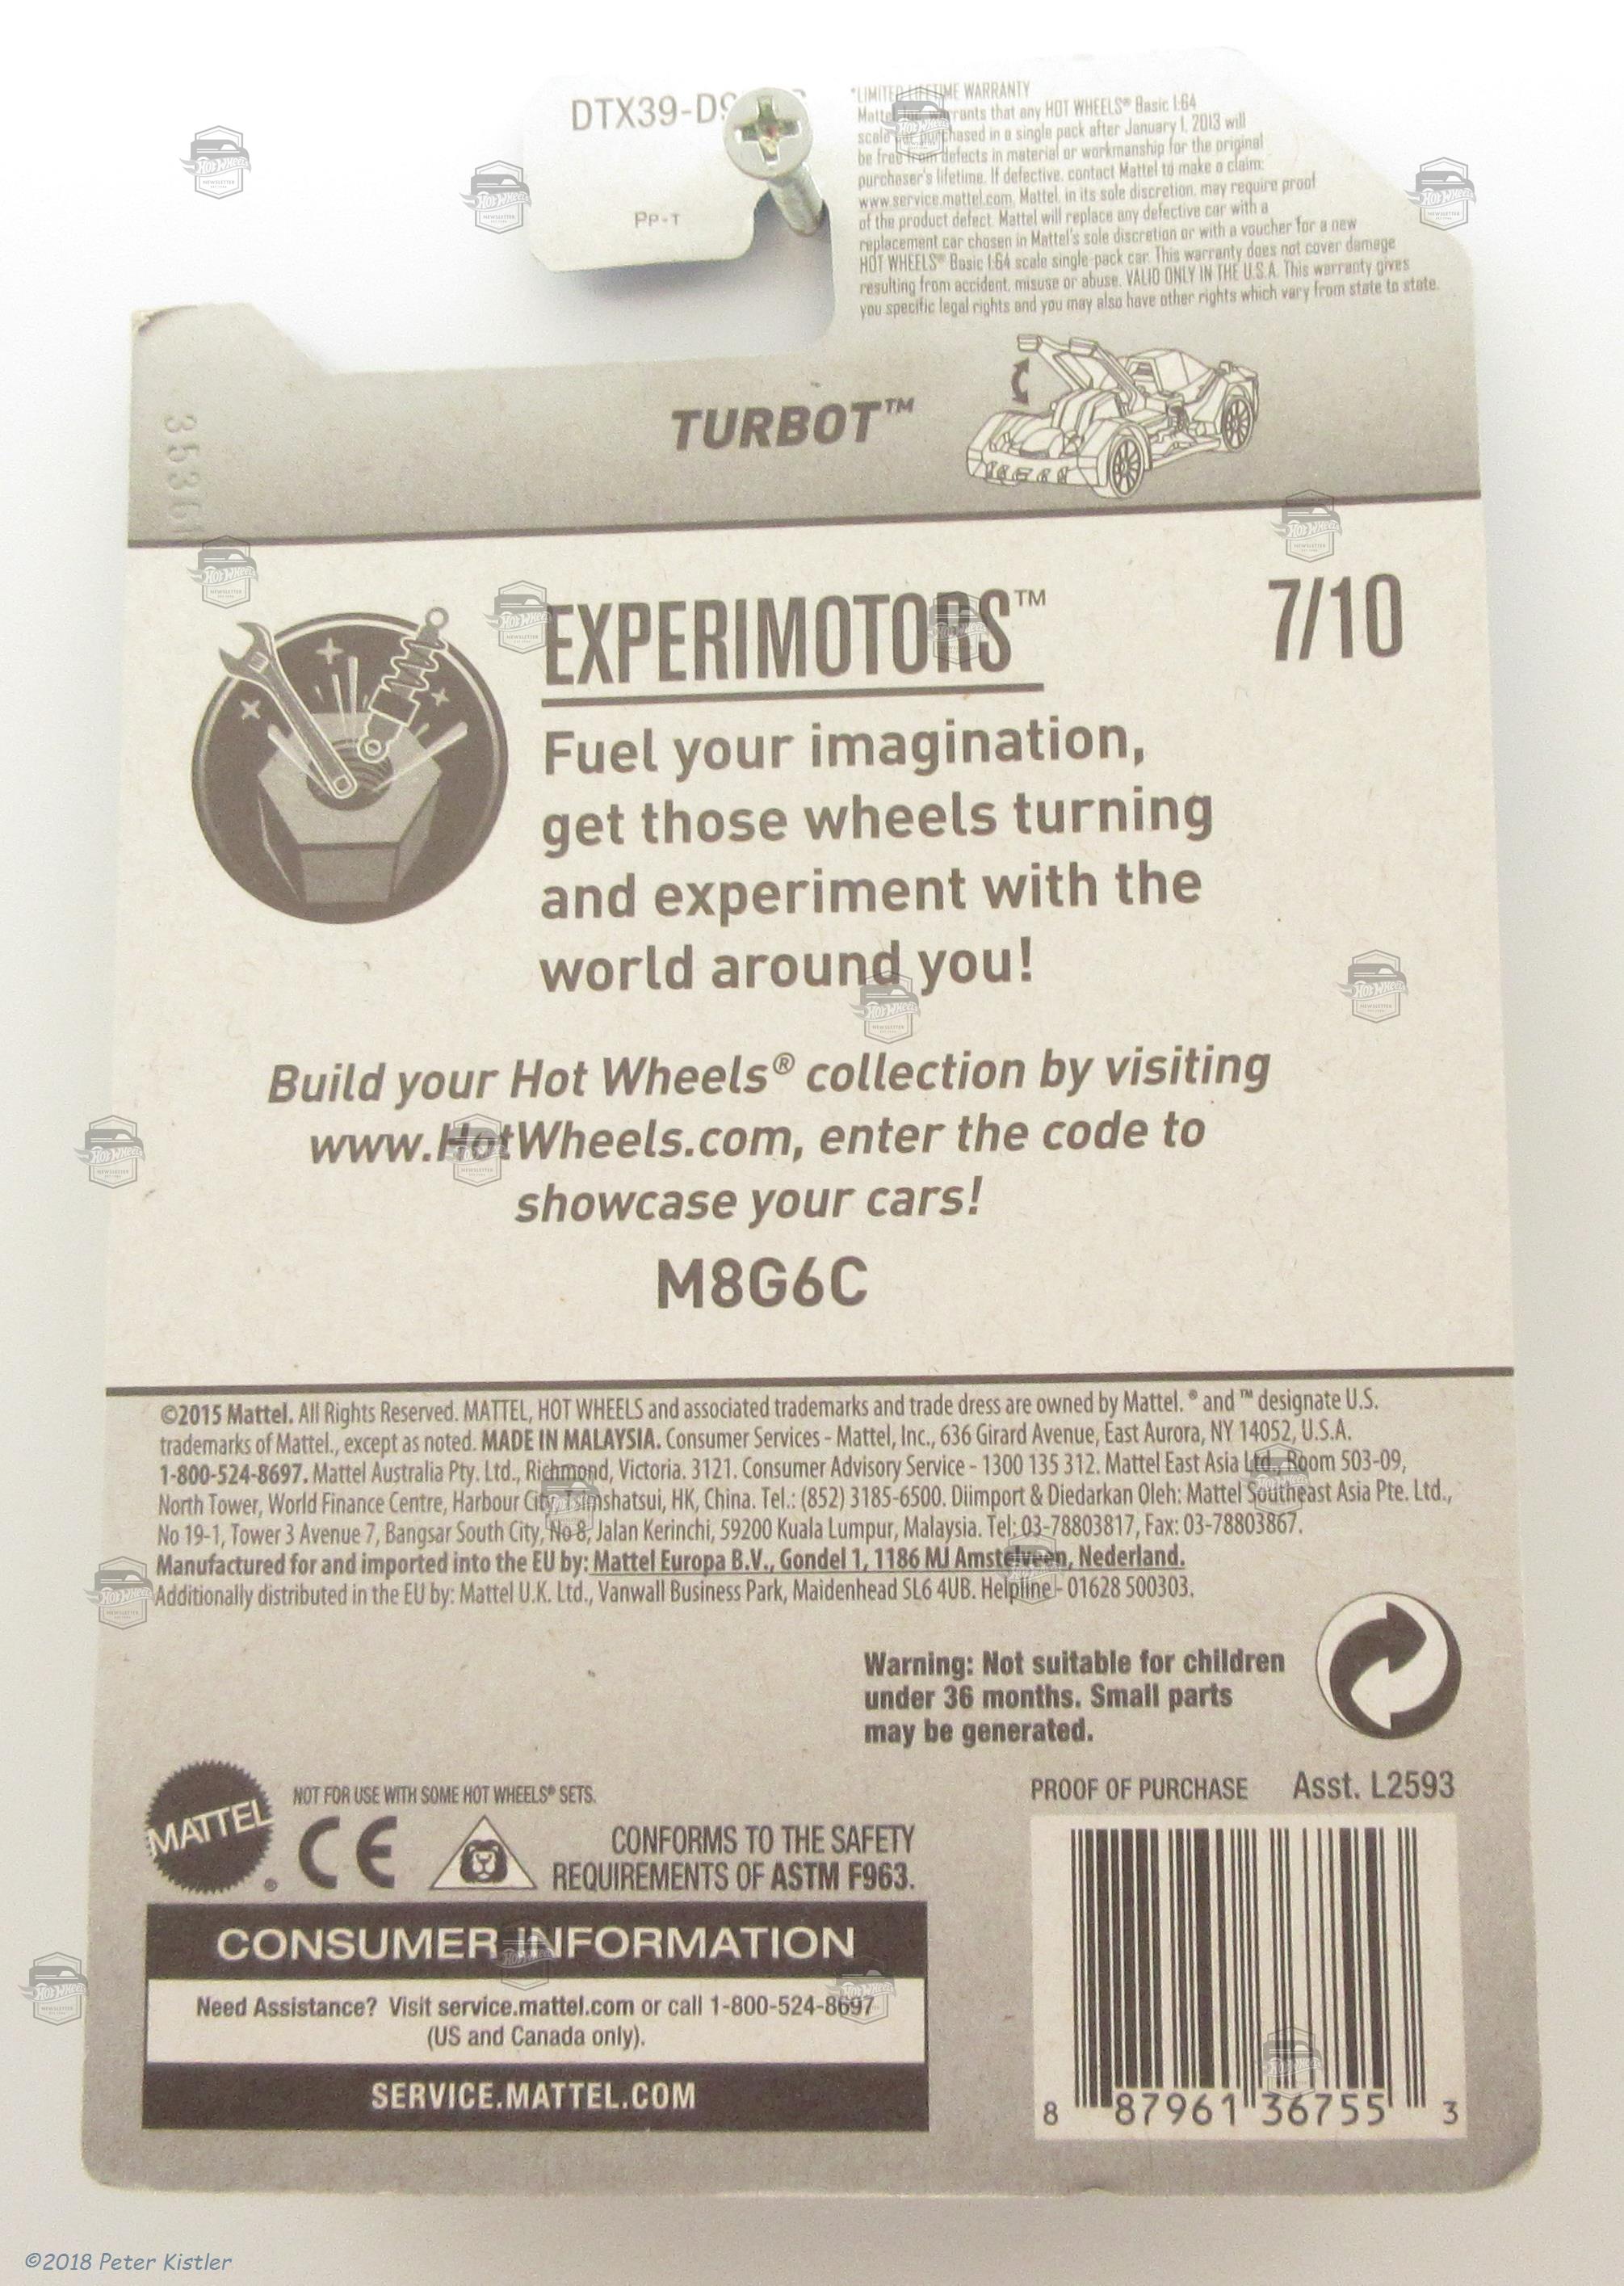 DTX39-D9
Pp-T
*LIMITED LIFETIME WARRANTY
Mattel warrants that any HOT WHEELS® Basic 1:64
scale car purchased in a single pack after January 1, 2013 will
be free from defects in material or workmanship for the original
purchaser's lifetime. If defective, contact Mattel to make a claim:
www.service.mattel.com. Mattel, in its sole discretion, may require proof
of the product defect. Mattel will replace any defective car with a
replacement car chosen in Mattel's sole discretion or with a voucher for a new
HOT WHEELS® Basic 1:64 scale single-pack car. This warranty does not cover damage
resulting from accident, misuse or abuse. VALID ONLY IN THE U.S.A. This warranty gives
you specific legal rights and you may also have other rights which vary from state to state.
35361
TURBOT™
EXPERIMOTORS™
7/10
Fuel your imagination,
get those wheels turning
and experiment with the
world around you!
Build your Hot Wheels® collection by visiting
www.HotWheels.com, enter the code to
showcase your cars!
M8G6C
©2015 Mattel. All Rights Reserved. MATTEL, HOT WHEELS and associated trademarks and trade dress are owned by Mattel. ® and ™ designate U.S.
trademarks of Mattel., except as noted. MADE IN MALAYSIA. Consumer Services - Mattel, Inc., 636 Girard Avenue, East Aurora, NY 14052, U.S.A.
1-800-524-8697. Mattel Australia Pty. Ltd., Richmond, Victoria. 3121. Consumer Advisory Service - 1300 135 312. Mattel East Asia Ltd., Room 503-09,
North Tower, World Finance Centre, Harbour City, Tsimshatsui, HK, China. Tel.: (852) 3185-6500. Diimport & Diedarkan Oleh: Mattel Southeast Asia Pte. Ltd.,
No 19-1, Tower 3 Avenue 7, Bangsar South City, No 8, Jalan Kerinchi, 59200 Kuala Lumpur, Malaysia. Tel: 03-78803817, Fax: 03-78803867.
Manufactured for and imported into the EU by: Mattel Europa B.V., Gondel 1, 1186 MJ Amstelveen, Nederland.
Additionally distributed in the EU by: Mattel U.K. Ltd., Vanwall Business Park, Maidenhead SL6 4UB. Helpline - 01628 500303.
Warning: Not suitable for children
under 36 months. Small parts
may be generated.
MATTEL®
NOT FOR USE WITH SOME HOT WHEELS® SETS.
CE
CONFORMS TO THE SAFETY
REQUIREMENTS OF ASTM F963.
PROOF OF PURCHASE Asst. L2593
CONSUMER INFORMATION
Need Assistance? Visit service.mattel.com or call 1-800-524-8697
(US and Canada only).
SERVICE.MATTEL.COM
8 87961 36755 3
©2018 Peter Kistler
Hot Wheels
NEWSLETTER